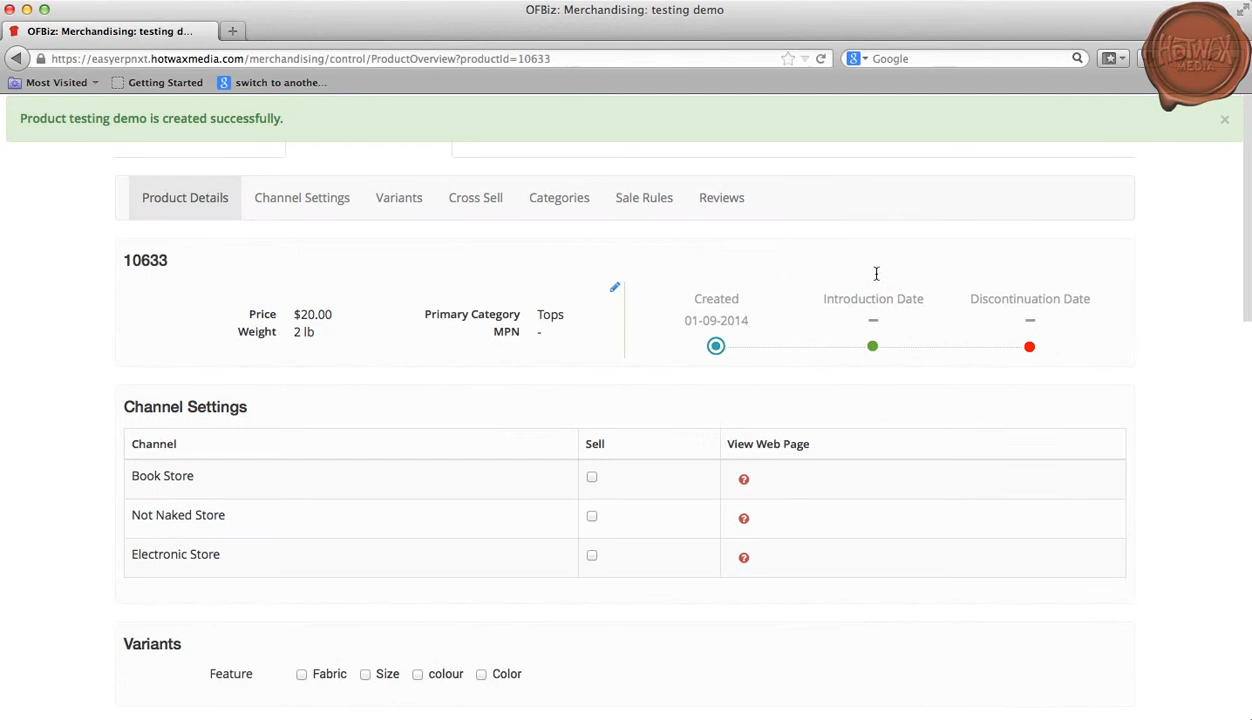 OFBiz: Merchandising: testing demo
OFBiz: Merchandising: testing d...
https://easyerpnxt.hotwaxmedia.com/merchandising/control/ProductOverview?productId=10633
Google
Most Visited
Getting Started
switch to anothe...
HOTWAX
MEDIA
Product testing demo is created successfully.
×
Product Details
Channel Settings
Variants
Cross Sell
Categories
Sale Rules
Reviews
10633
Price $20.00
Weight 2 lb
Primary Category Tops
MPN -
Created
01-09-2014
Introduction Date
–
Discontinuation Date
–
Channel Settings
Channel Sell View Web Page
Book Store
Not Naked Store
Electronic Store
Variants
Feature Fabric Size colour Color